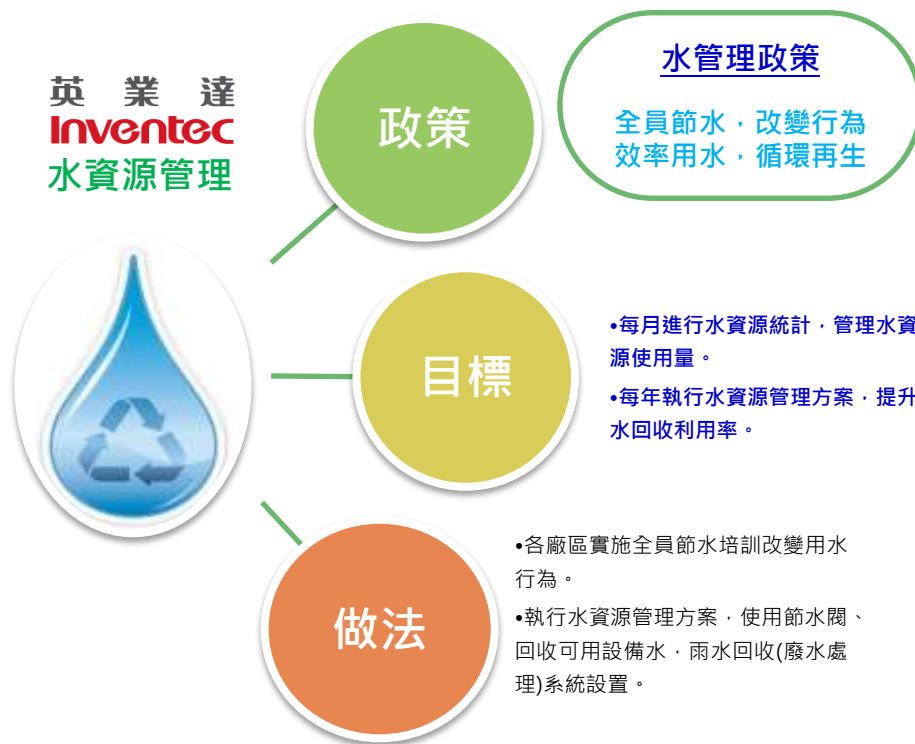 英業達
Inventec
水資源管理
政策
水管理政策
全員節水，改變行為
效率用水，循環再生
目標
•每月進行水資源統計，管理水資
源使用量。
•每年執行水資源管理方案，提升
水回收利用率。
做法
•各廠區實施全員節水培訓改變用水
行為。
•執行水資源管理方案，使用節水閥、
回收可用設備水，雨水回收(廢水處
理)系統設置。